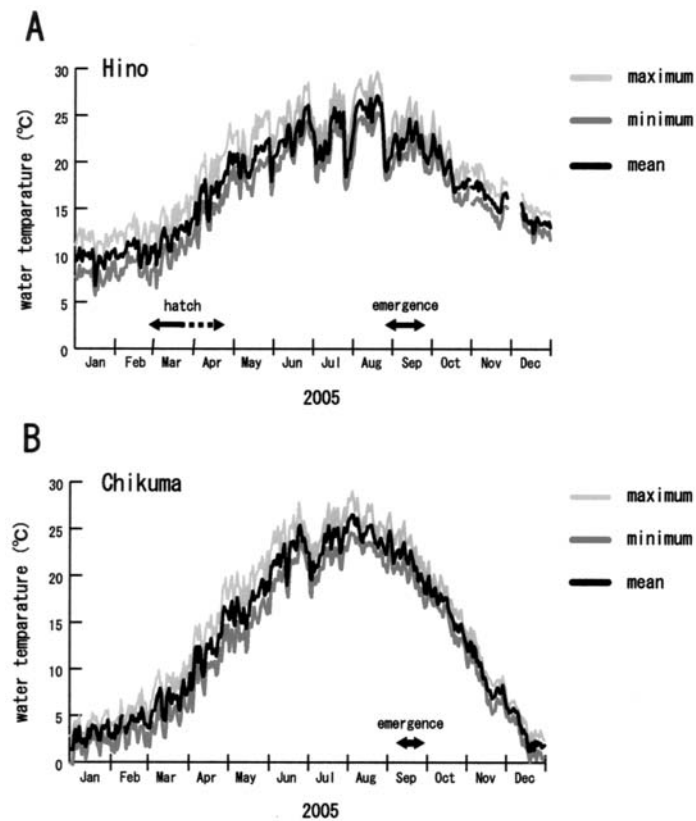 A
Hino
30
25
20
15
10
5
0
water temparature (℃)
maximum
minimum
mean
hatch
emergence
Jan Feb Mar Apr May Jun Jul Aug Sep Oct Nov Dec
2005
B
Chikuma
30
25
20
15
10
5
0
water temparature (℃)
maximum
minimum
mean
emergence
Jan Feb Mar Apr May Jun Jul Aug Sep Oct Nov Dec
2005